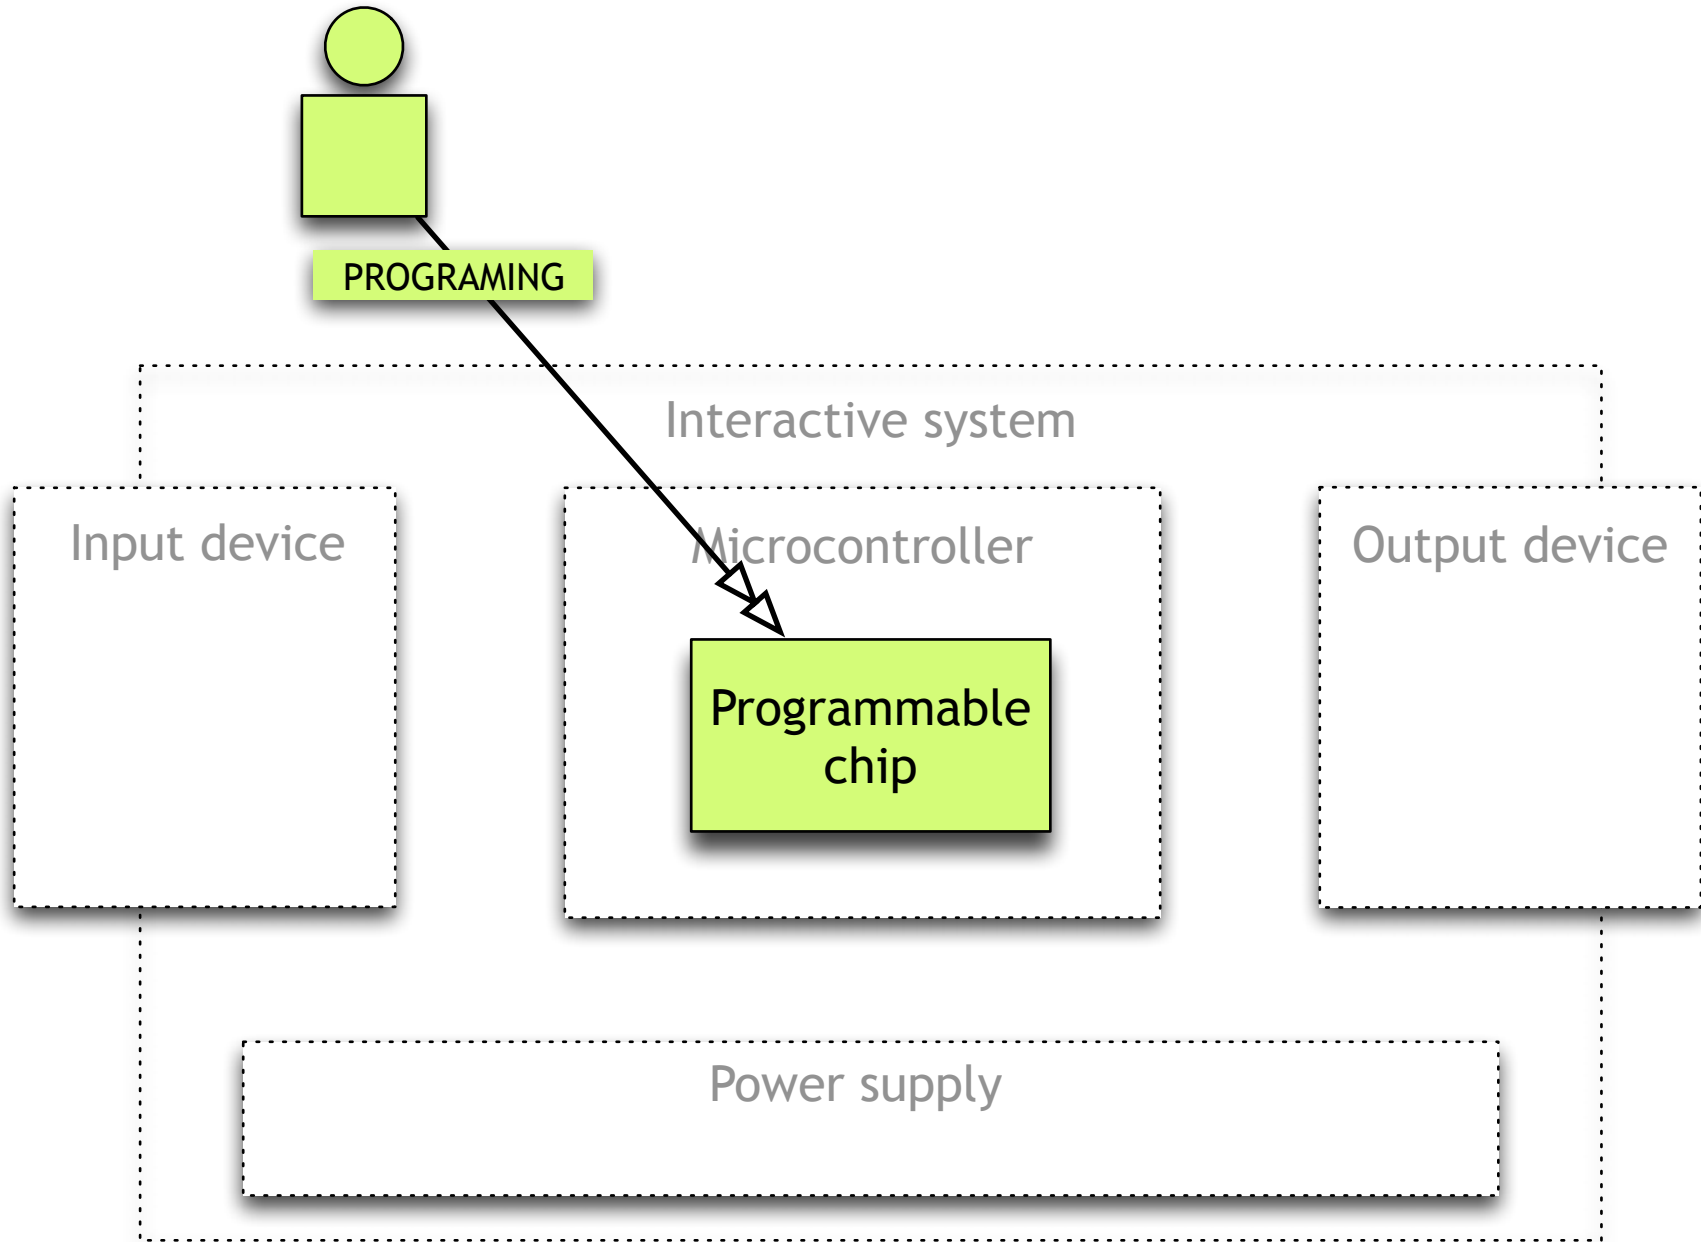 PROGRAMING
Interactive system
Input device
Microcontroller
Output device
Programmable
chip
Power supply